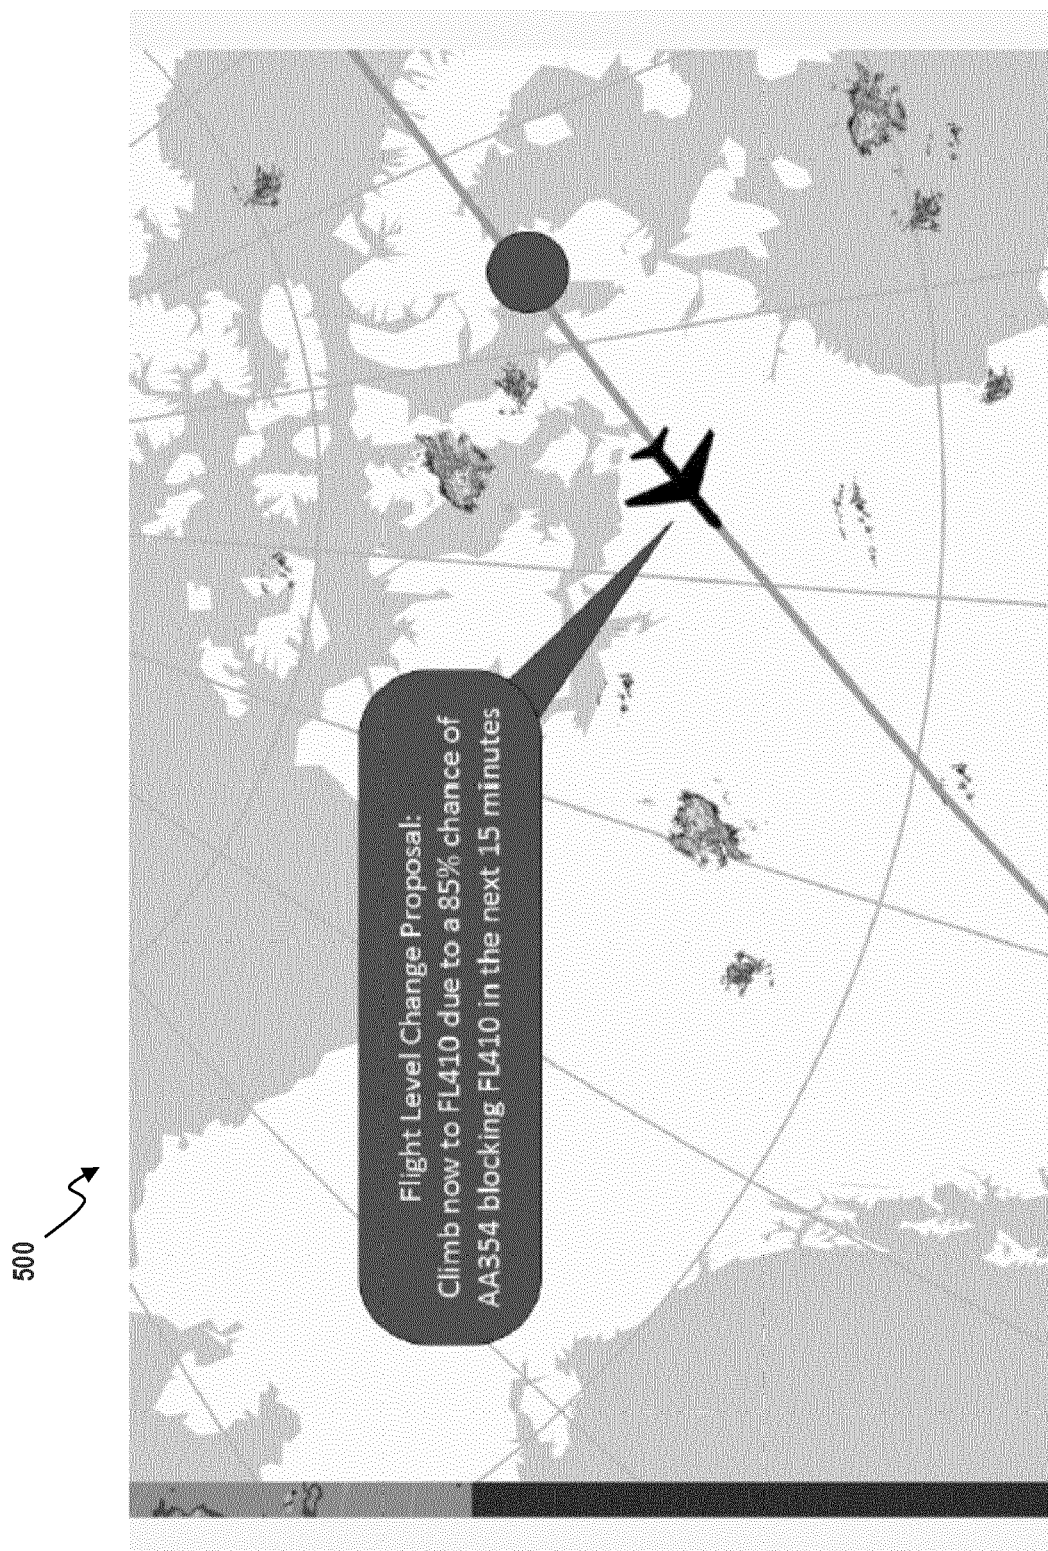 500
Flight Level Change Proposal:
Climb now to FL410 due to a 85% chance of
AA354 blocking FL410 in the next 15 minutes